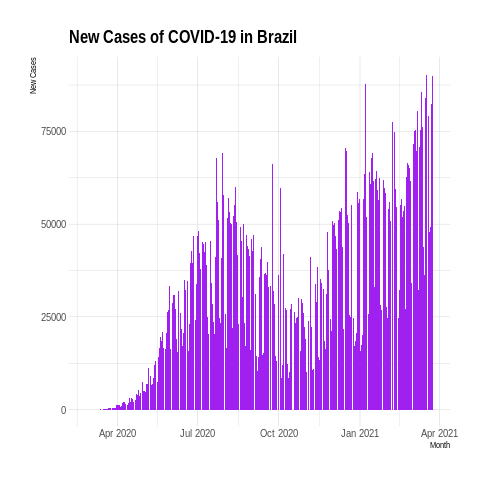 New Cases of COVID-19 in Brazil
New Cases
75000
50000
25000
0
Apr 2020 Jul 2020 Oct 2020 Jan 2021 Apr 2021
Month